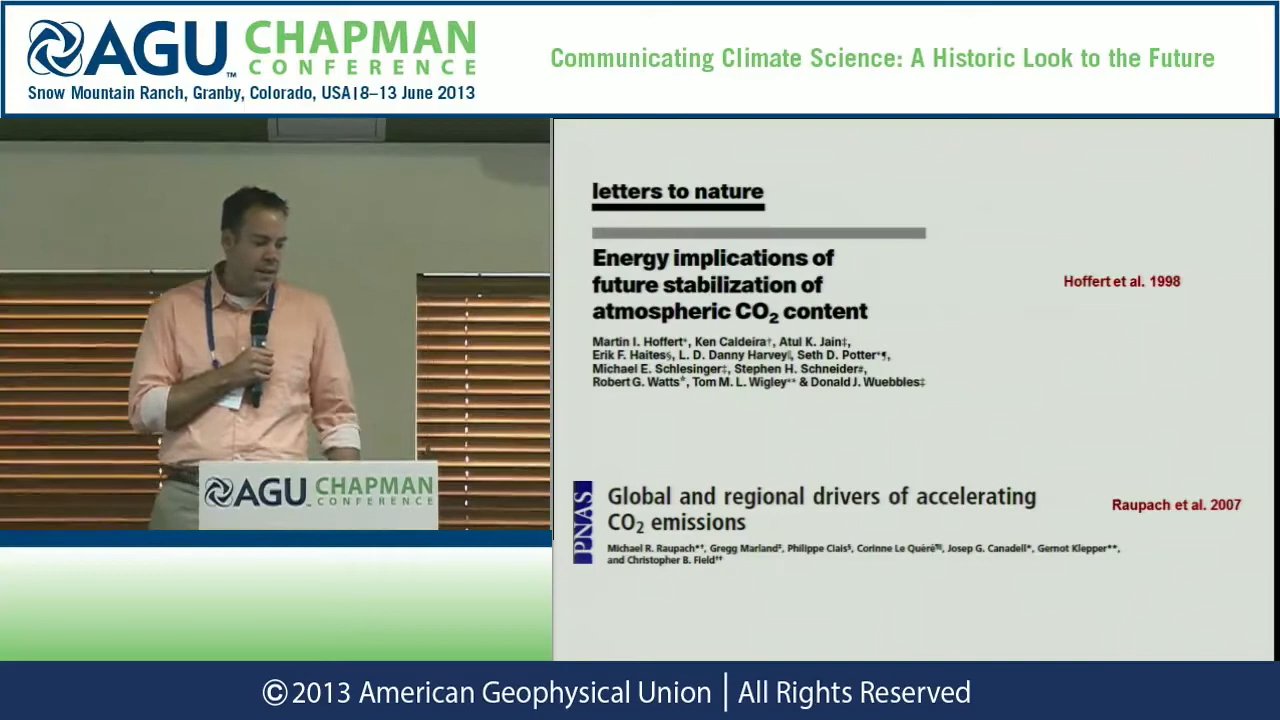 AGU CHAPMAN
CONFERENCE
™
Snow Mountain Ranch, Granby, Colorado, USA|8–13 June 2013
Communicating Climate Science: A Historic Look to the Future
letters to nature
Energy implications of
future stabilization of
atmospheric CO₂ content
Hoffert et al. 1998
Martin I. Hoffert*, Ken Caldeira†, Atul K. Jain‡,
Erik F. Haites§, L. D. Danny Harvey∥, Seth D. Potter*¶,
Michael E. Schlesinger‡, Stephen H. Schneider#,
Robert G. Watts☆, Tom M. L. Wigley** & Donald J. Wuebbles‡
AGU CHAPMAN
CONFERENCE
PNAS
Global and regional drivers of accelerating
CO₂ emissions
Raupach et al. 2007
Michael R. Raupach*†, Gregg Marland‡, Philippe Ciais§, Corinne Le Quéré¶∥, Josep G. Canadell*, Gernot Klepper**,
and Christopher B. Field††
©2013 American Geophysical Union | All Rights Reserved